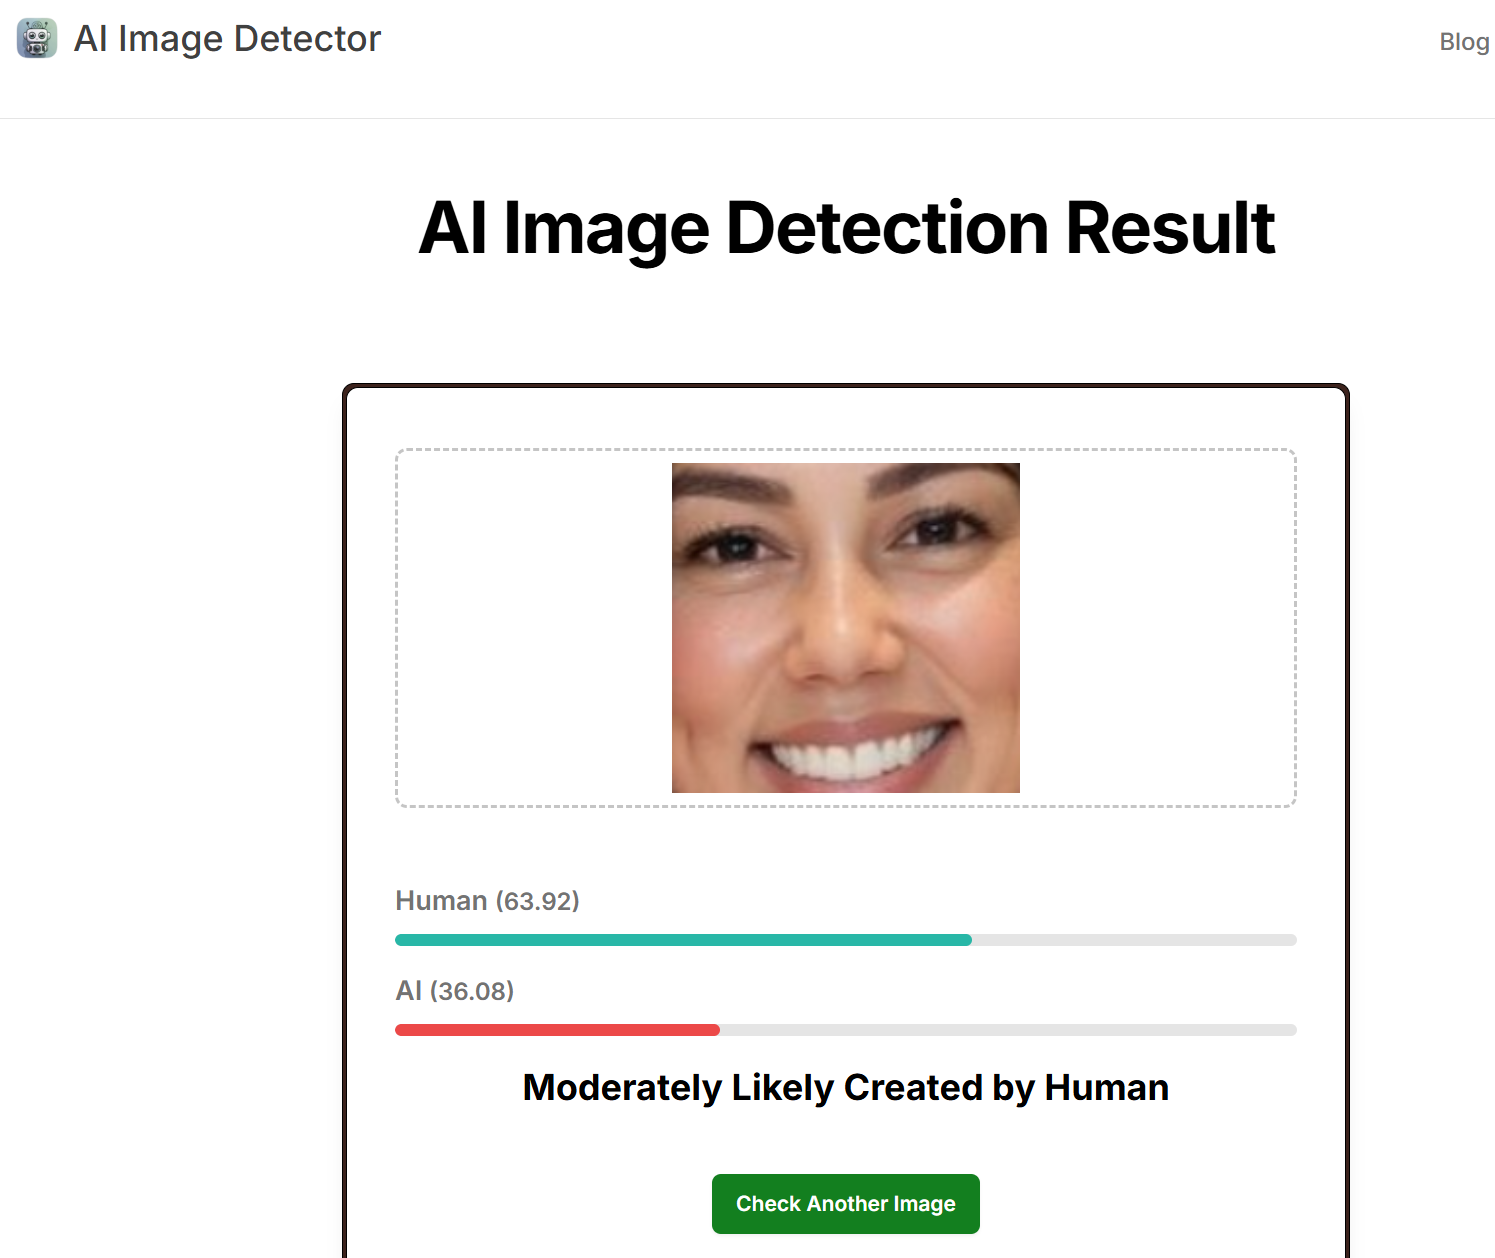 AI Image Detector
Blog
AI Image Detection Result
Human (63.92)
AI (36.08)
Moderately Likely Created by Human
Check Another Image